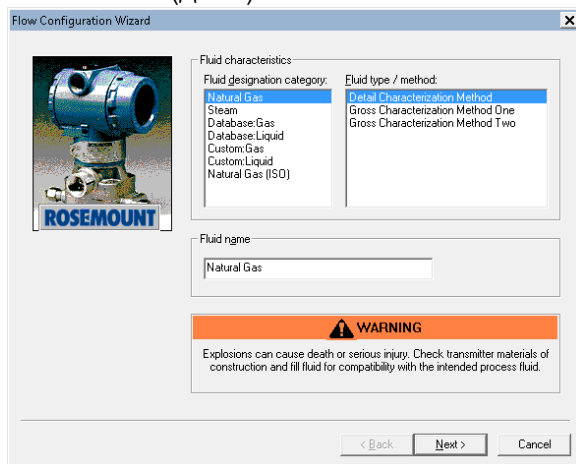 Flow Configuration Wizard
Fluid characteristics
Fluid designation category:
Fluid type / method:
Natural Gas
Steam
Database:Gas
Database:Liquid
Custom:Gas
Custom:Liquid
Natural Gas (ISO)
Detail Characterization Method
Gross Characterization Method One
Gross Characterization Method Two
ROSEMOUNT
Fluid name
Natural Gas
WARNING
Explosions can cause death or serious injury. Check transmitter materials of
construction and fill fluid for compatibility with the intended process fluid.
< Back
Next >
Cancel